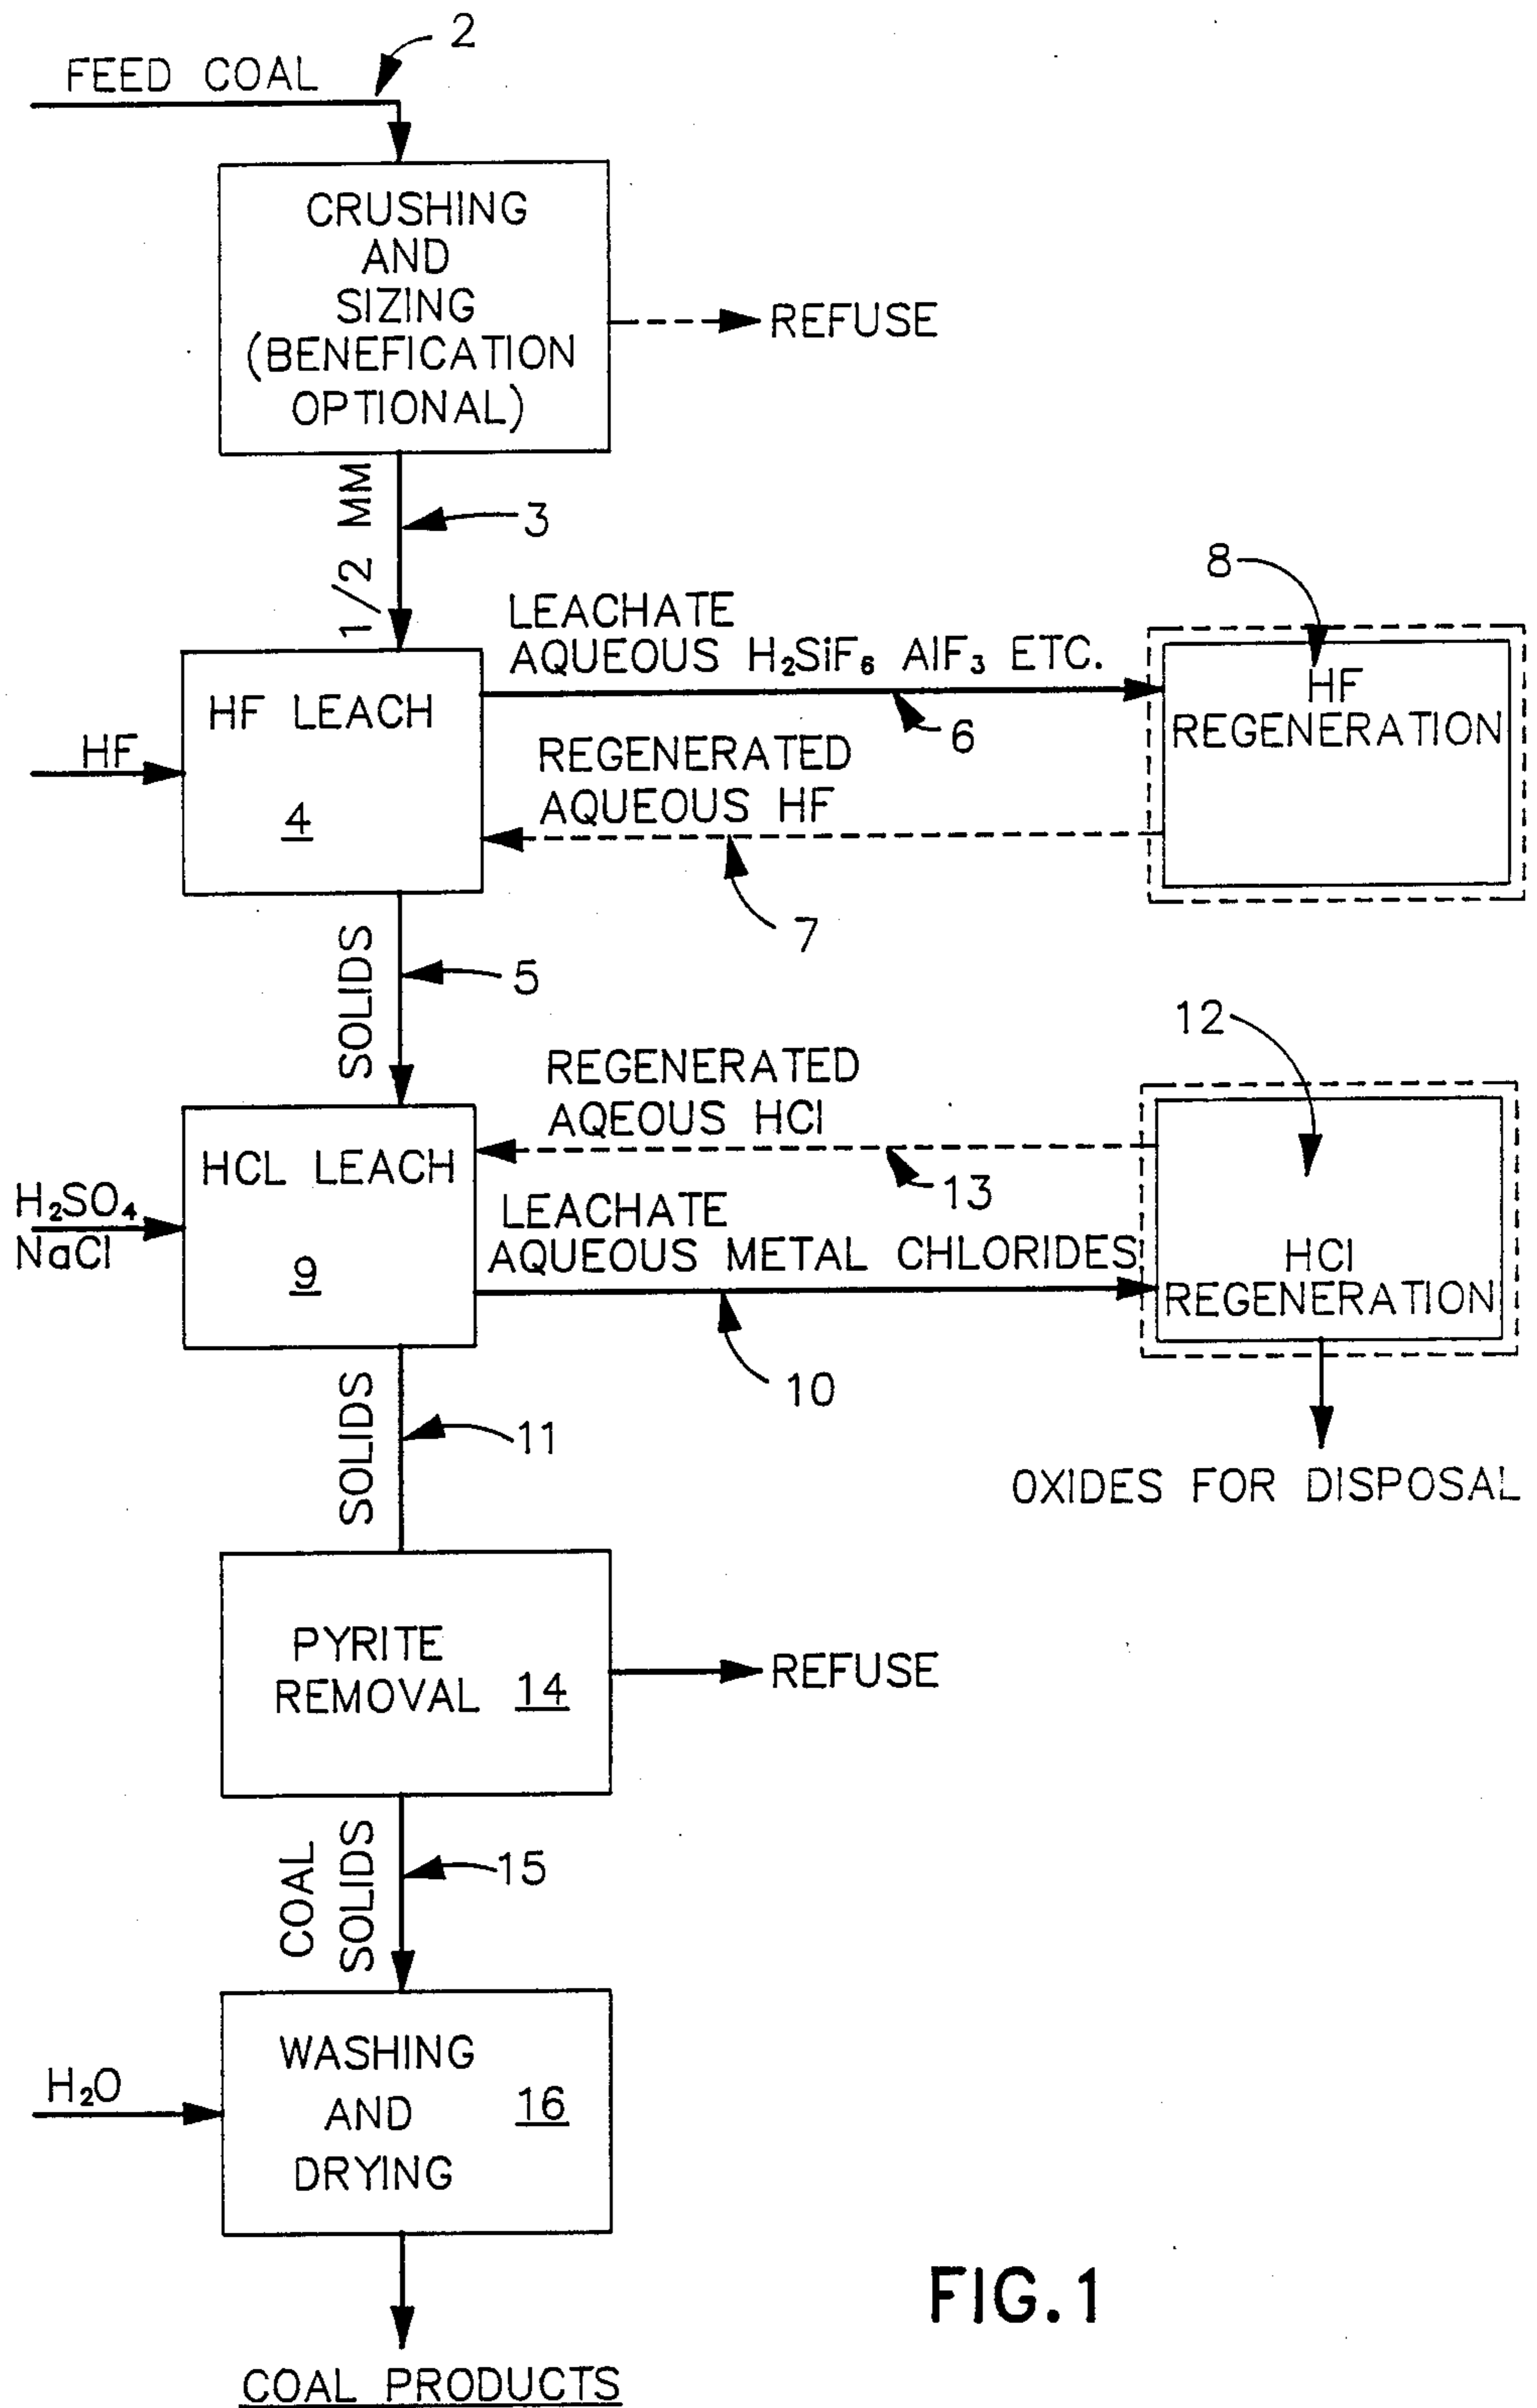 2
FEED COAL
CRUSHING
AND
SIZING
(BENEFICATION
OPTIONAL)
REFUSE
1/2 MM
3
8
LEACHATE
AQUEOUS H₂SiF₆ AlF₃ ETC.
HF LEACH
4
HF
HF
REGENERATION
6
REGENERATED
AQUEOUS HF
7
SOLIDS
5
12
REGENERATED
AQEOUS HCl
HCL LEACH
9
H₂SO₄
NaCl
13
LEACHATE
AQUEOUS METAL CHLORIDES
HCl
REGENERATION
10
SOLIDS
11
OXIDES FOR DISPOSAL
PYRITE
REMOVAL 14
REFUSE
COAL
SOLIDS
15
WASHING
AND
DRYING
16
H₂O
COAL PRODUCTS
FIG. 1